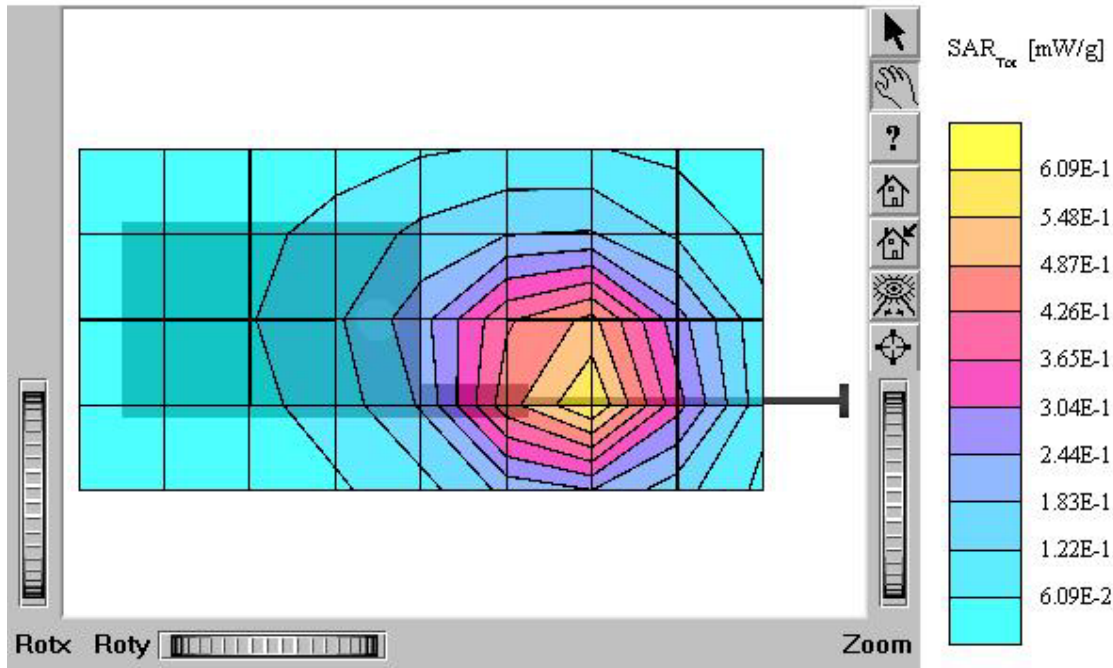 SAR_Tot [mW/g]
?
6.09E-1
5.48E-1
4.87E-1
4.26E-1
3.65E-1
3.04E-1
2.44E-1
1.83E-1
1.22E-1
6.09E-2
Rotx Roty Zoom